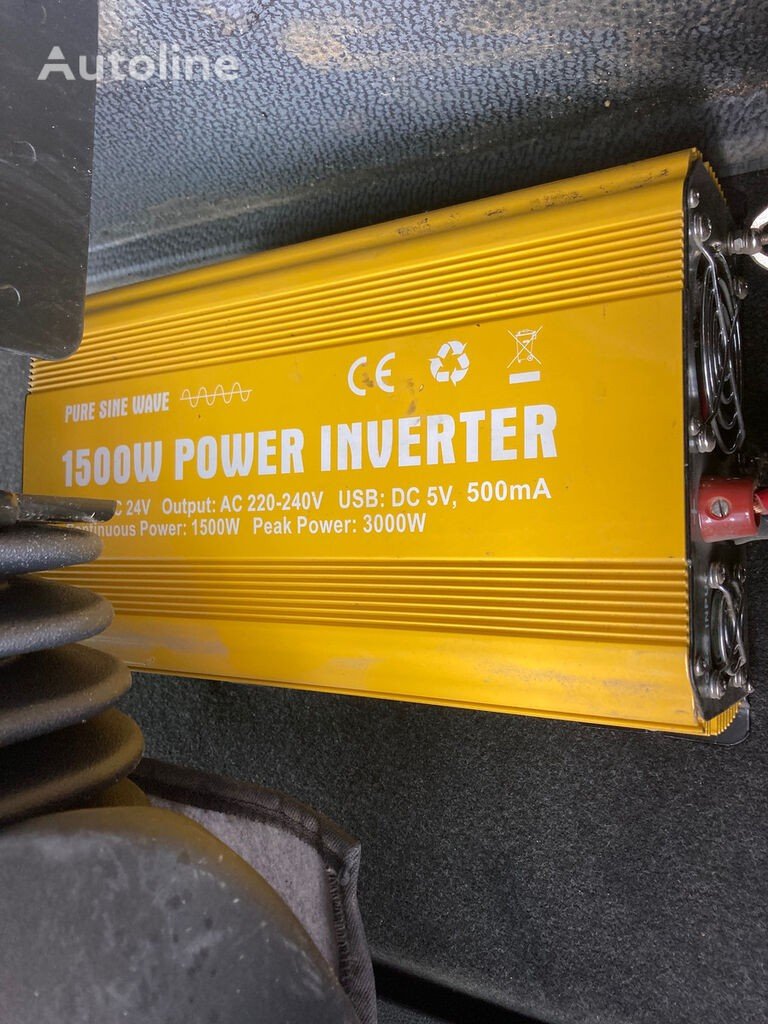 Autoline
CE
PURE SINE WAVE
1500W POWER INVERTER
C 24V Output: AC 220-240V USB: DC 5V, 500mA
ontinuous Power: 1500W Peak Power: 3000W